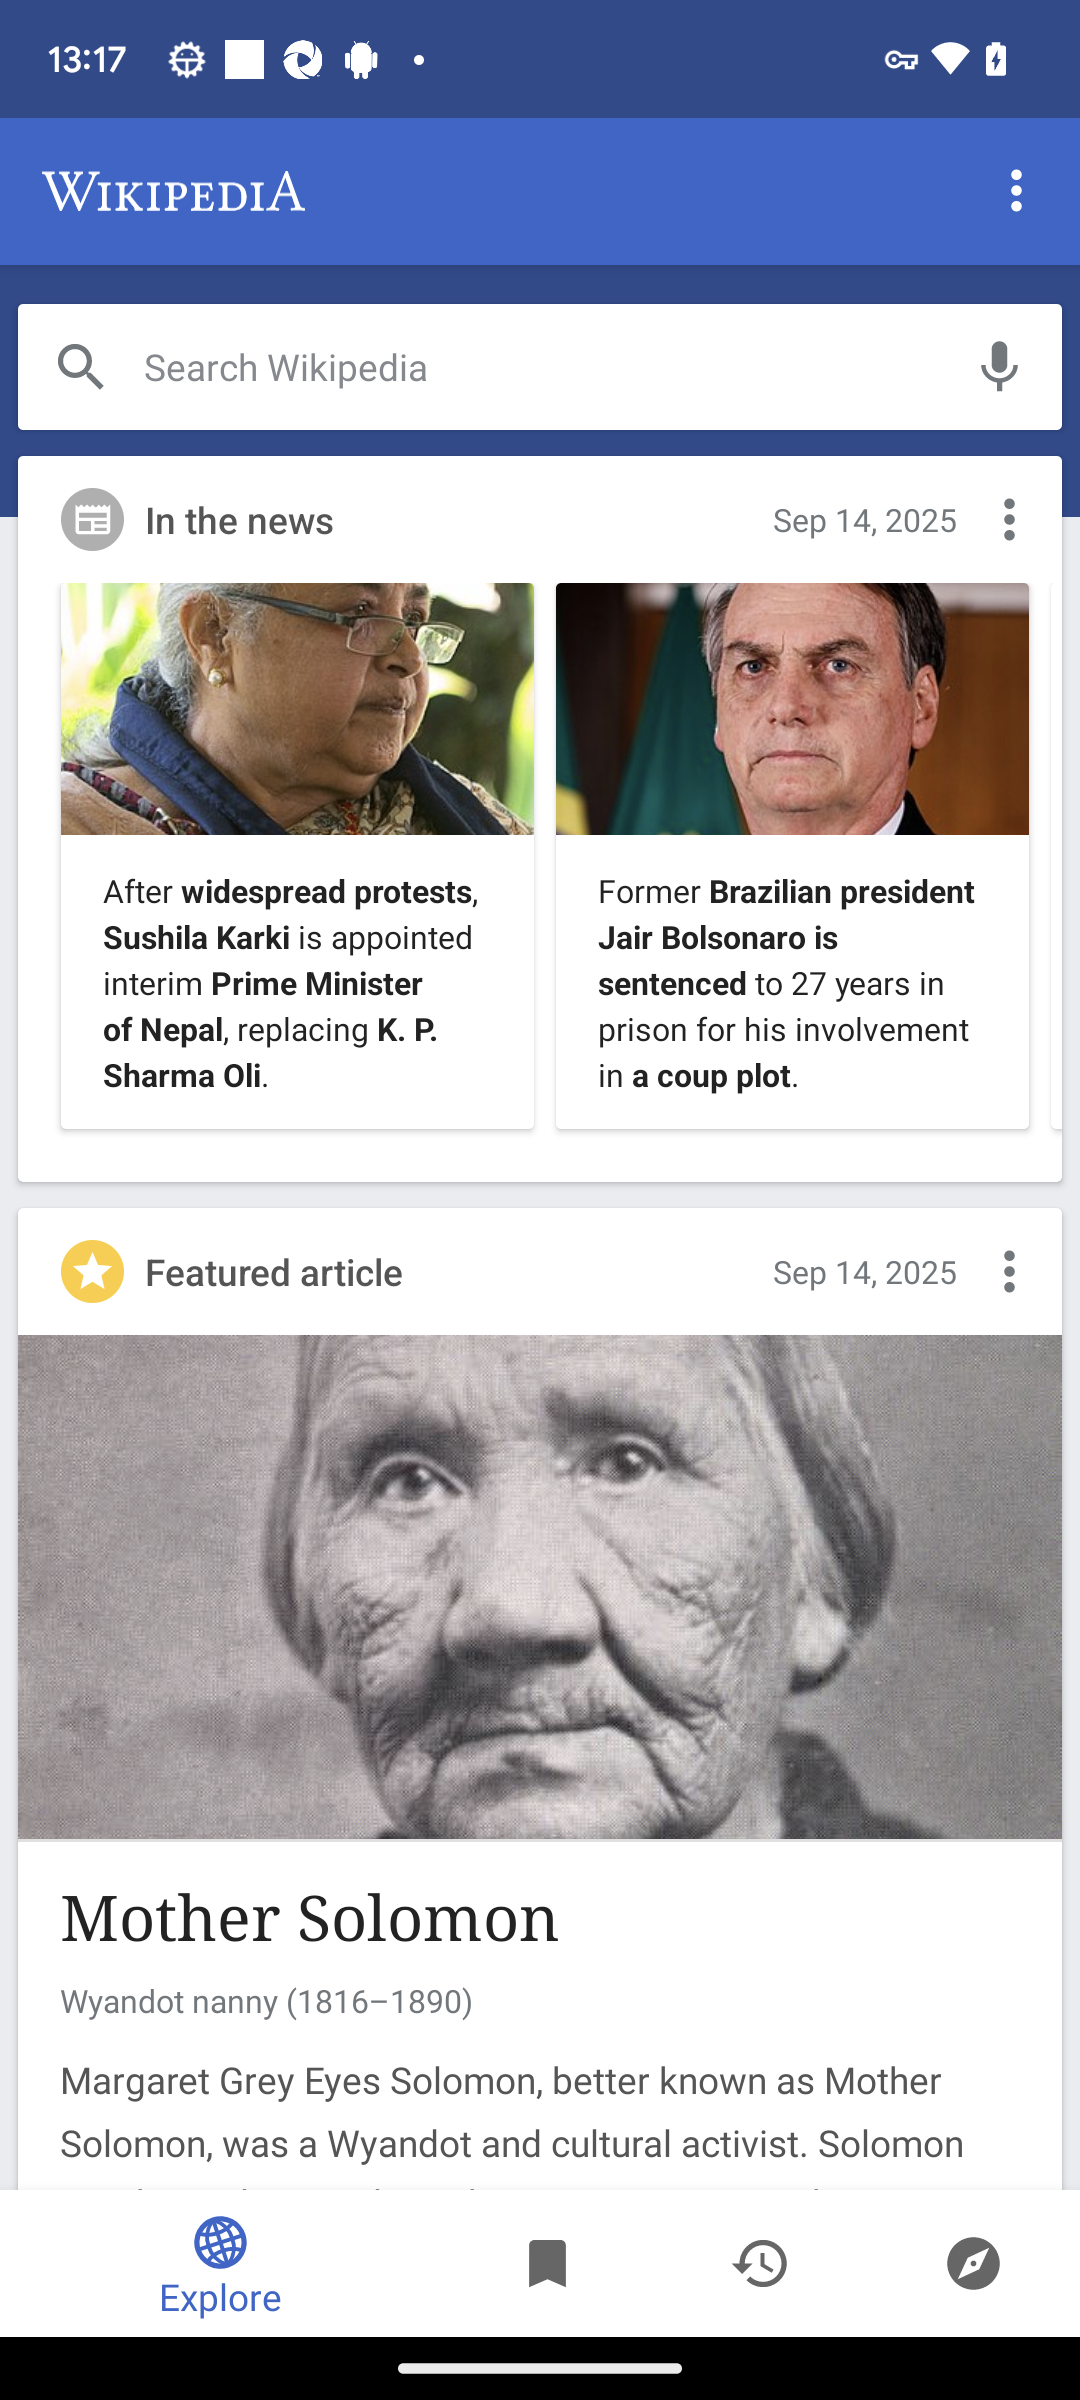 13:17
WIKIPEDIA
Search Wikipedia
In the news
Sep 14, 2025
After widespread protests,
Sushila Karki is appointed
interim Prime Minister
of Nepal, replacing K. P.
Sharma Oli.
Former Brazilian president
Jair Bolsonaro is
sentenced to 27 years in
prison for his involvement
in a coup plot.
Featured article
Sep 14, 2025
Mother Solomon
Wyandot nanny (1816–1890)
Margaret Grey Eyes Solomon, better known as Mother
Solomon, was a Wyandot and cultural activist. Solomon
Explore